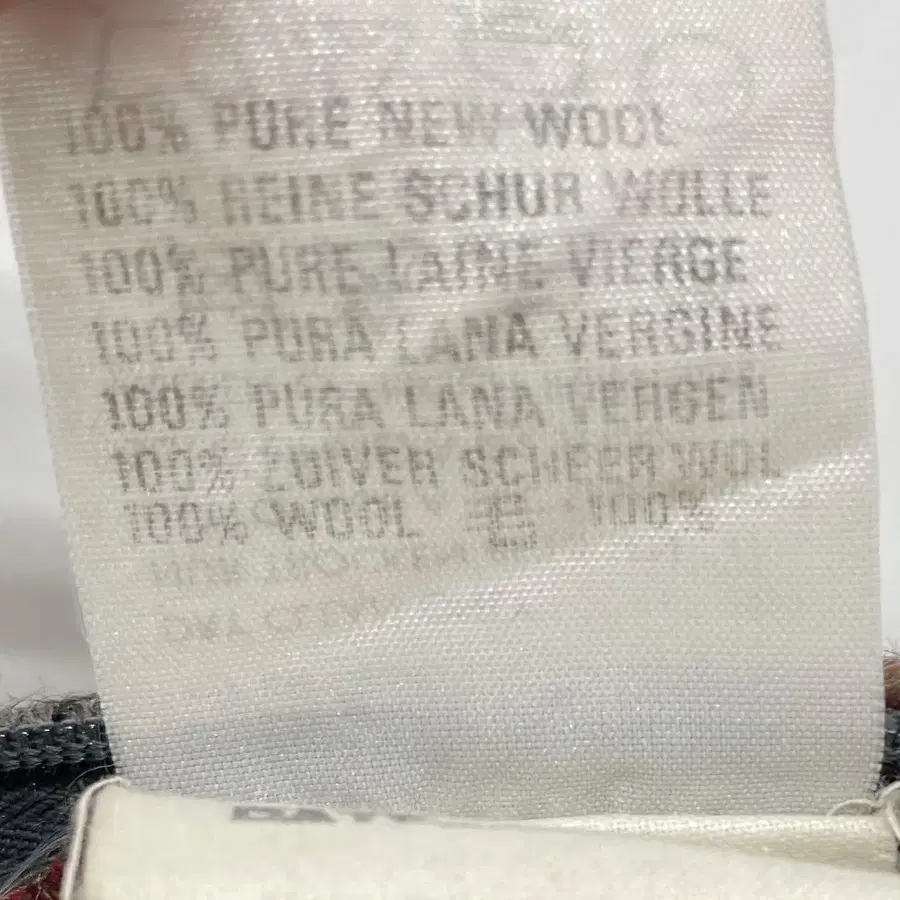 100% PURE NEW WOOL
100% REINE SCHUR WOLLE
100% PURE LAINE VIERGE
100% PURA LANA VERGINE
100% PURA LANA VERGEN
100% ZUIVER SCHEER WOL
100% WOOL 毛 100%